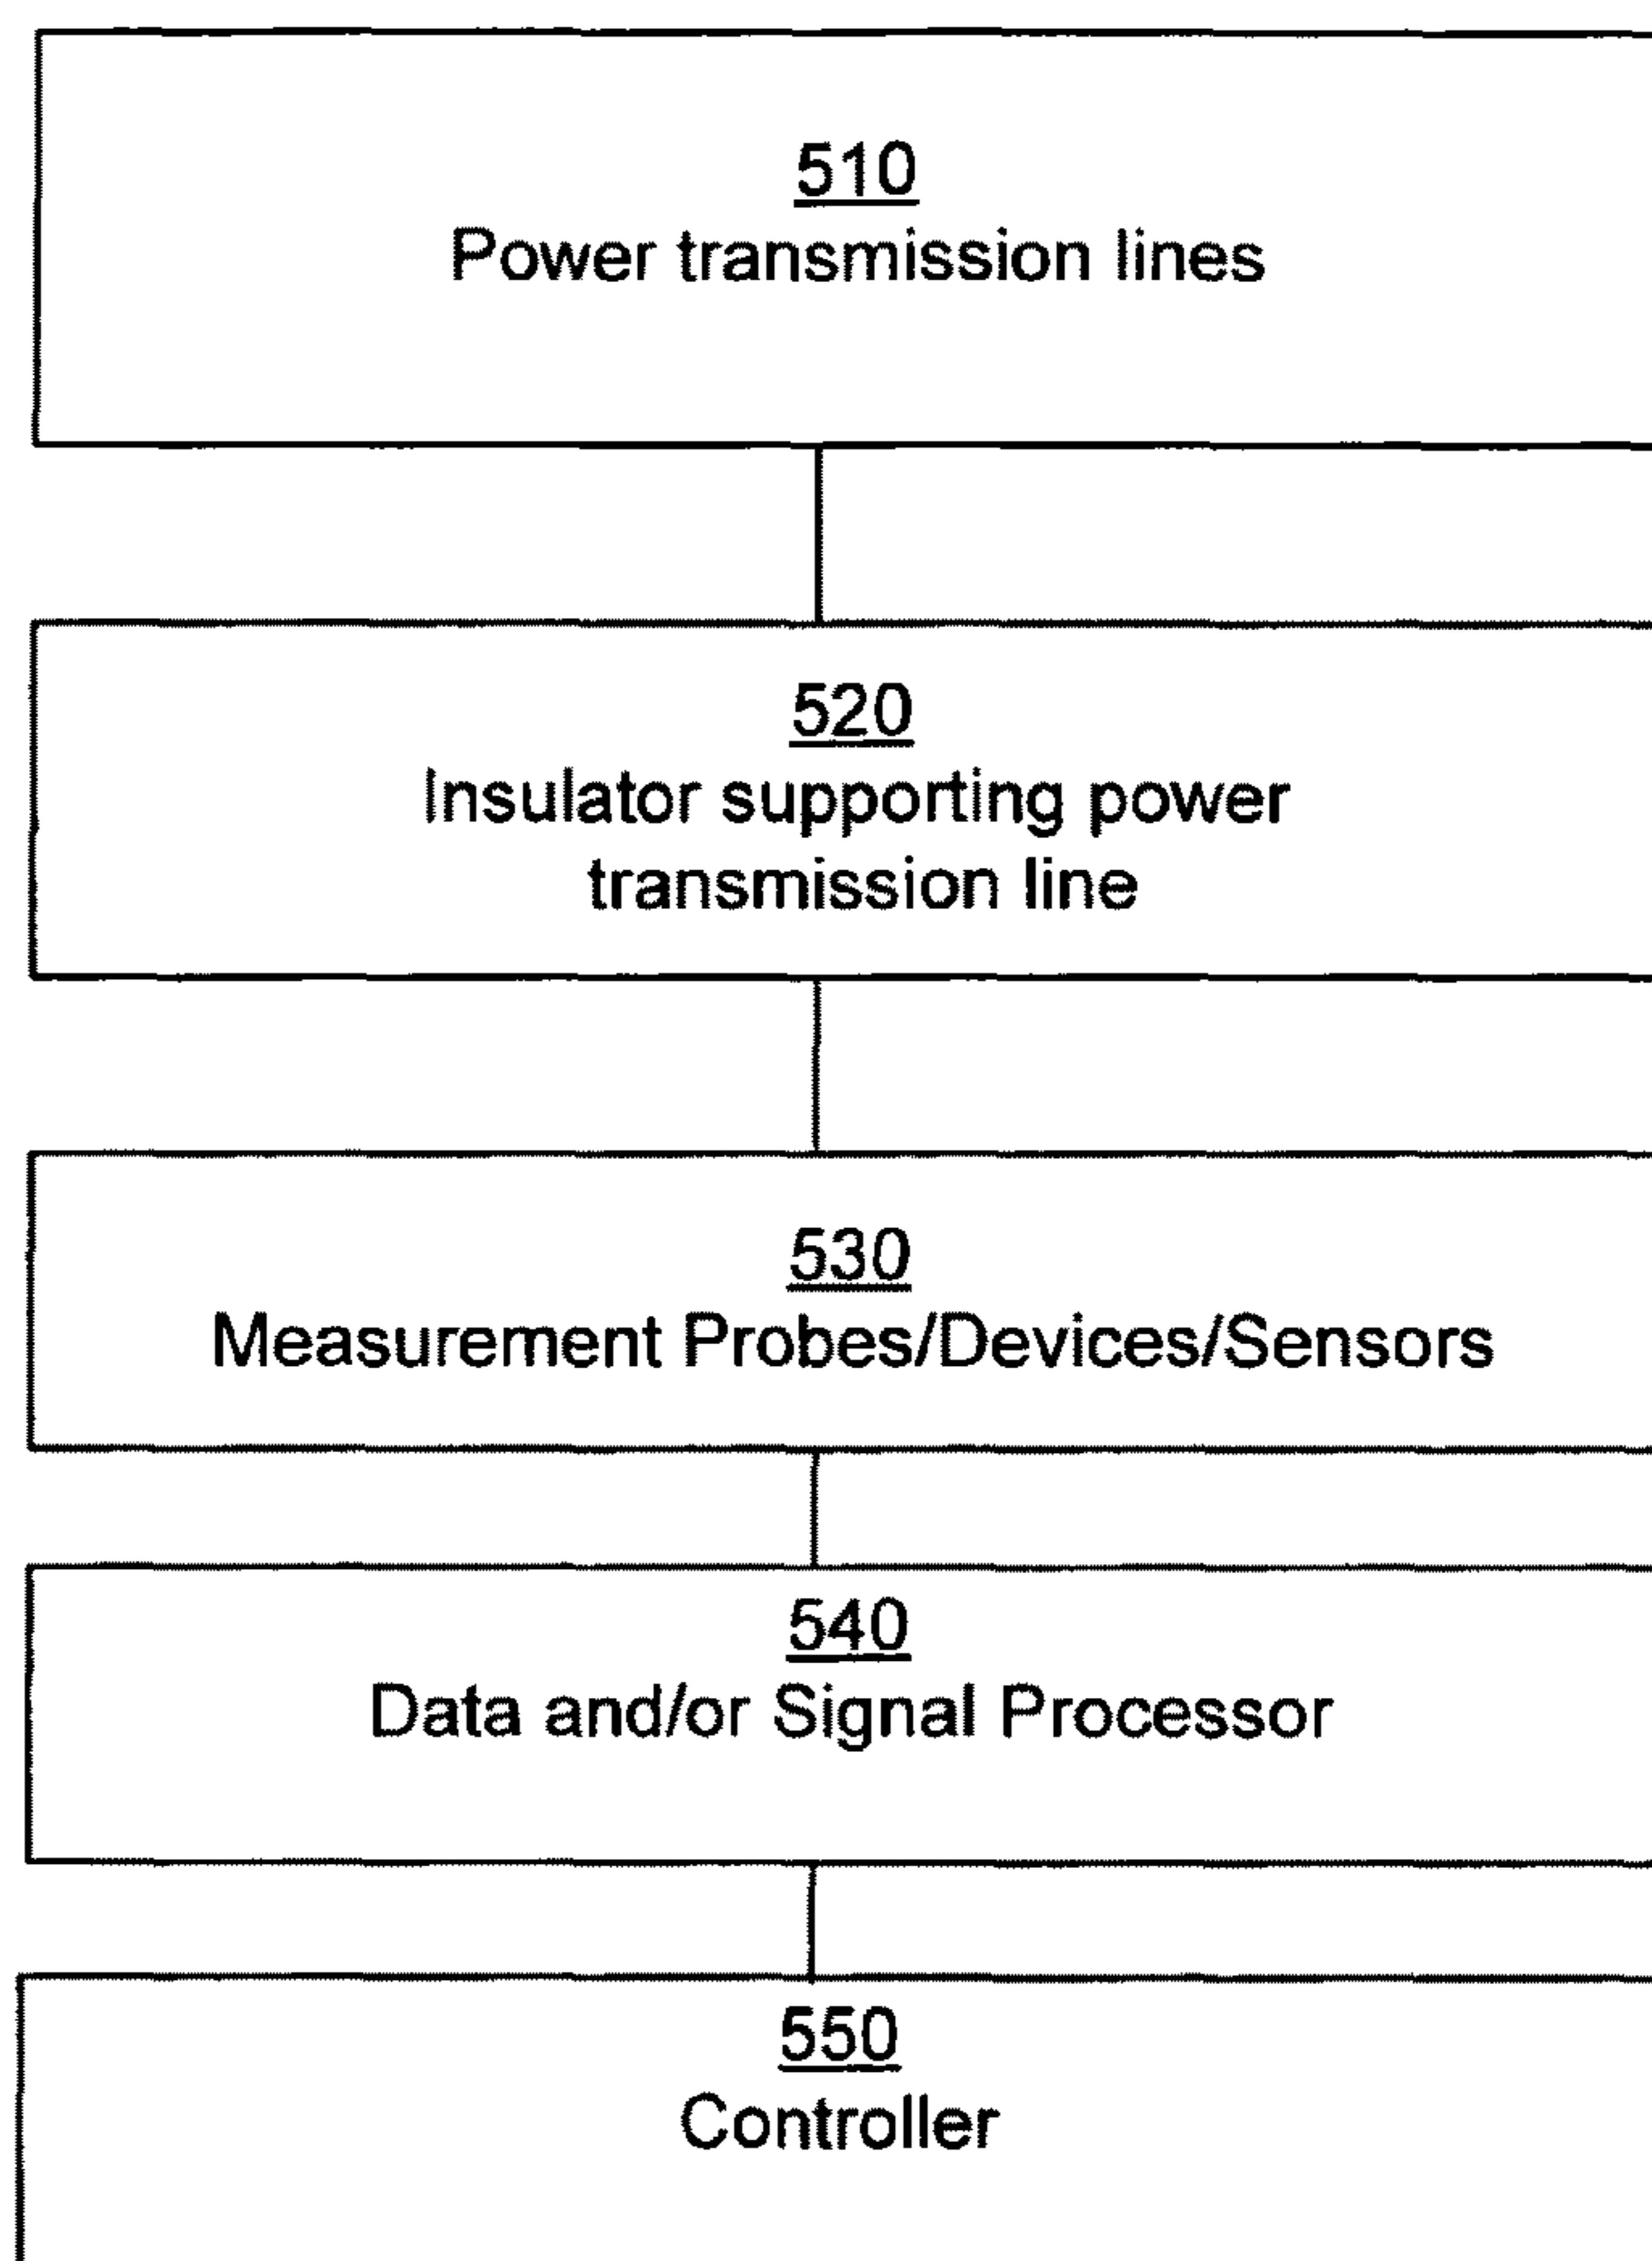 510
Power transmission lines
520
Insulator supporting power
transmission line
530
Measurement Probes/Devices/Sensors
540
Data and/or Signal Processor
550
Controller